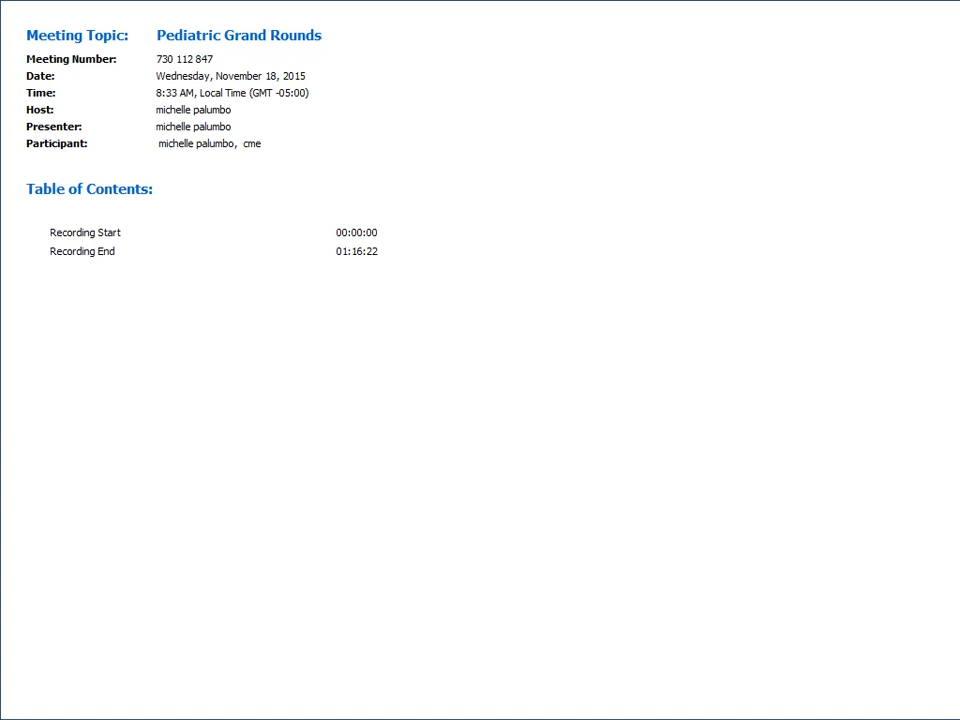 Meeting Topic: Pediatric Grand Rounds
Meeting Number: 730 112 847
Date: Wednesday, November 18, 2015
Time: 8:33 AM, Local Time (GMT -05:00)
Host: michelle palumbo
Presenter: michelle palumbo
Participant: michelle palumbo, cme
Table of Contents:
Recording Start 00:00:00
Recording End 01:16:22